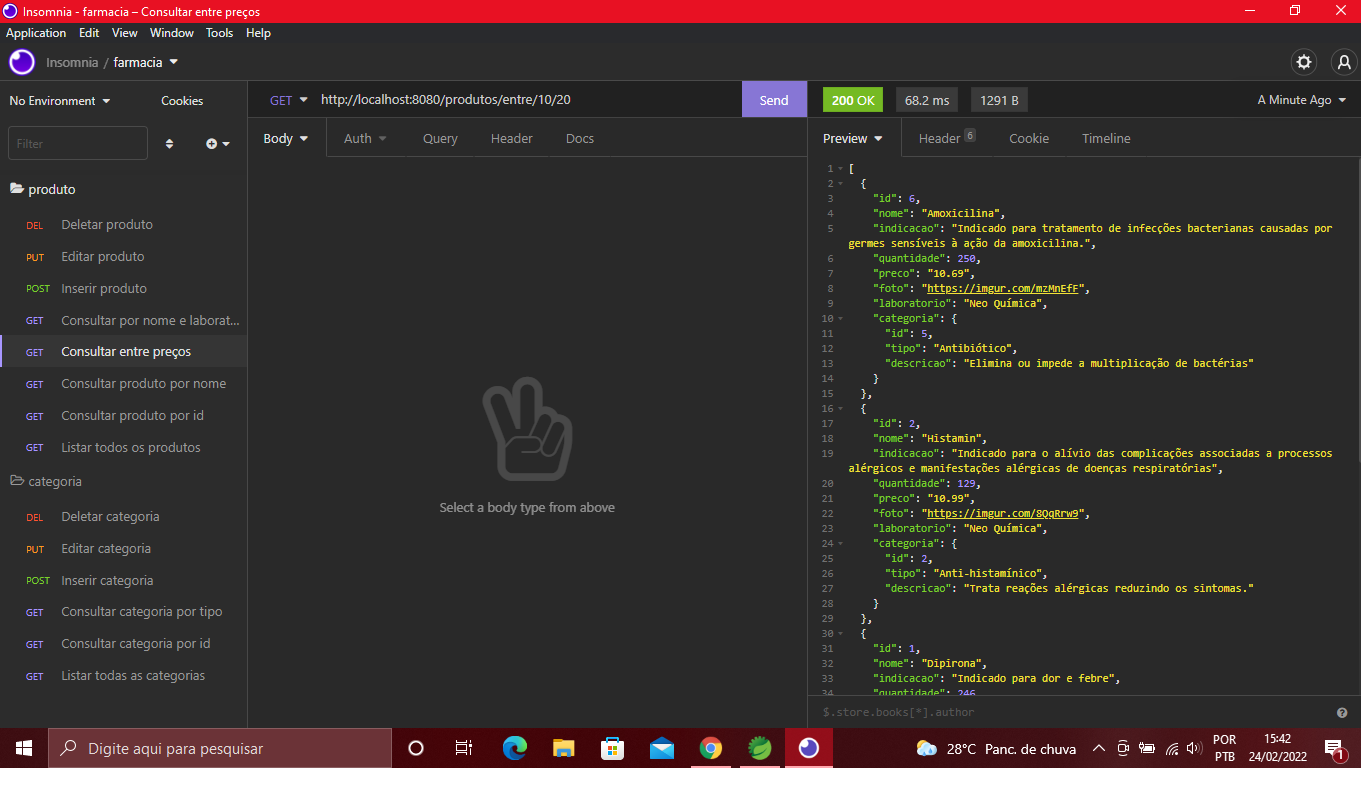 Insomnia - farmacia – Consultar entre preços
Application Edit View Window Tools Help
Insomnia / farmacia
No Environment Cookies
GET http://localhost:8080/produtos/entre/10/20 Send
200 OK 68.2 ms 1291 B A Minute Ago
Filter
Body Auth Query Header Docs
Preview Header 6 Cookie Timeline
produto
DEL Deletar produto
PUT Editar produto
POST Inserir produto
GET Consultar por nome e laborat...
GET Consultar entre preços
GET Consultar produto por nome
GET Consultar produto por id
GET Listar todos os produtos
categoria
DEL Deletar categoria
PUT Editar categoria
POST Inserir categoria
GET Consultar categoria por tipo
GET Consultar categoria por id
GET Listar todas as categorias
Select a body type from above
1 [
2 {
3 "id": 6,
4 "nome": "Amoxicilina",
5 "indicacao": "Indicado para tratamento de infecções bacterianas causadas por
germes sensíveis à ação da amoxicilina.",
6 "quantidade": 250,
7 "preco": "10.69",
8 "foto": "https://imgur.com/mzMnEfF",
9 "laboratorio": "Neo Química",
10 "categoria": {
11 "id": 5,
12 "tipo": "Antibiótico",
13 "descricao": "Elimina ou impede a multiplicação de bactérias"
14 }
15 },
16 {
17 "id": 2,
18 "nome": "Histamin",
19 "indicacao": "Indicado para o alívio das complicações associadas a processos
alérgicos e manifestações alérgicas de doenças respiratórias",
20 "quantidade": 129,
21 "preco": "10.99",
22 "foto": "https://imgur.com/8QqRrw9",
23 "laboratorio": "Neo Química",
24 "categoria": {
25 "id": 2,
26 "tipo": "Anti-histamínico",
27 "descricao": "Trata reações alérgicas reduzindo os sintomas."
28 }
29 },
30 {
31 "id": 1,
32 "nome": "Dipirona",
33 "indicacao": "Indicado para dor e febre",
34 "quantidade": 246,
$.store.books[*].author
Digite aqui para pesquisar
28°C Panc. de chuva
POR
PTB
15:42
24/02/2022
1